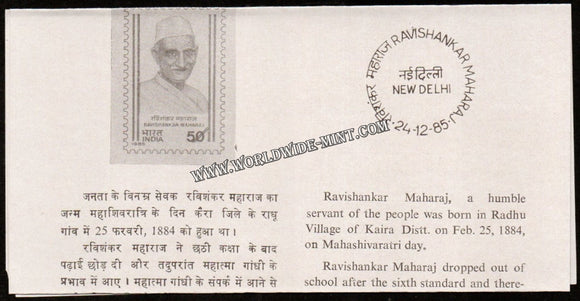 रविशंकर महाराज
RAVISHANKAR MAHARAJ
भारत
INDIA
50
1985
रविशंकर महाराज RAVISHANKAR MAHARAJ
नई दिल्ली
NEW DELHI
24-12-85
WWW.WORLDWIDE-MINT.COM
जनता के विनम्र सेवक रविशंकर महाराज का
जन्म महाशिवरात्रि के दिन कैरा जिले के राधू
गांव में 25 फरवरी, 1884 को हुआ था।
रविशंकर महाराज ने छठी कक्षा के बाद
पढ़ाई छोड़ दी और तदुपरांत महात्मा गांधी के
प्रभाव में आए। महात्मा गांधी के संपर्क में आने से
Ravishankar Maharaj, a humble
servant of the people was born in Radhu
Village of Kaira Distt. on Feb. 25, 1884,
on Mahashivaratri day.
Ravishankar Maharaj dropped out of
school after the sixth standard and there-